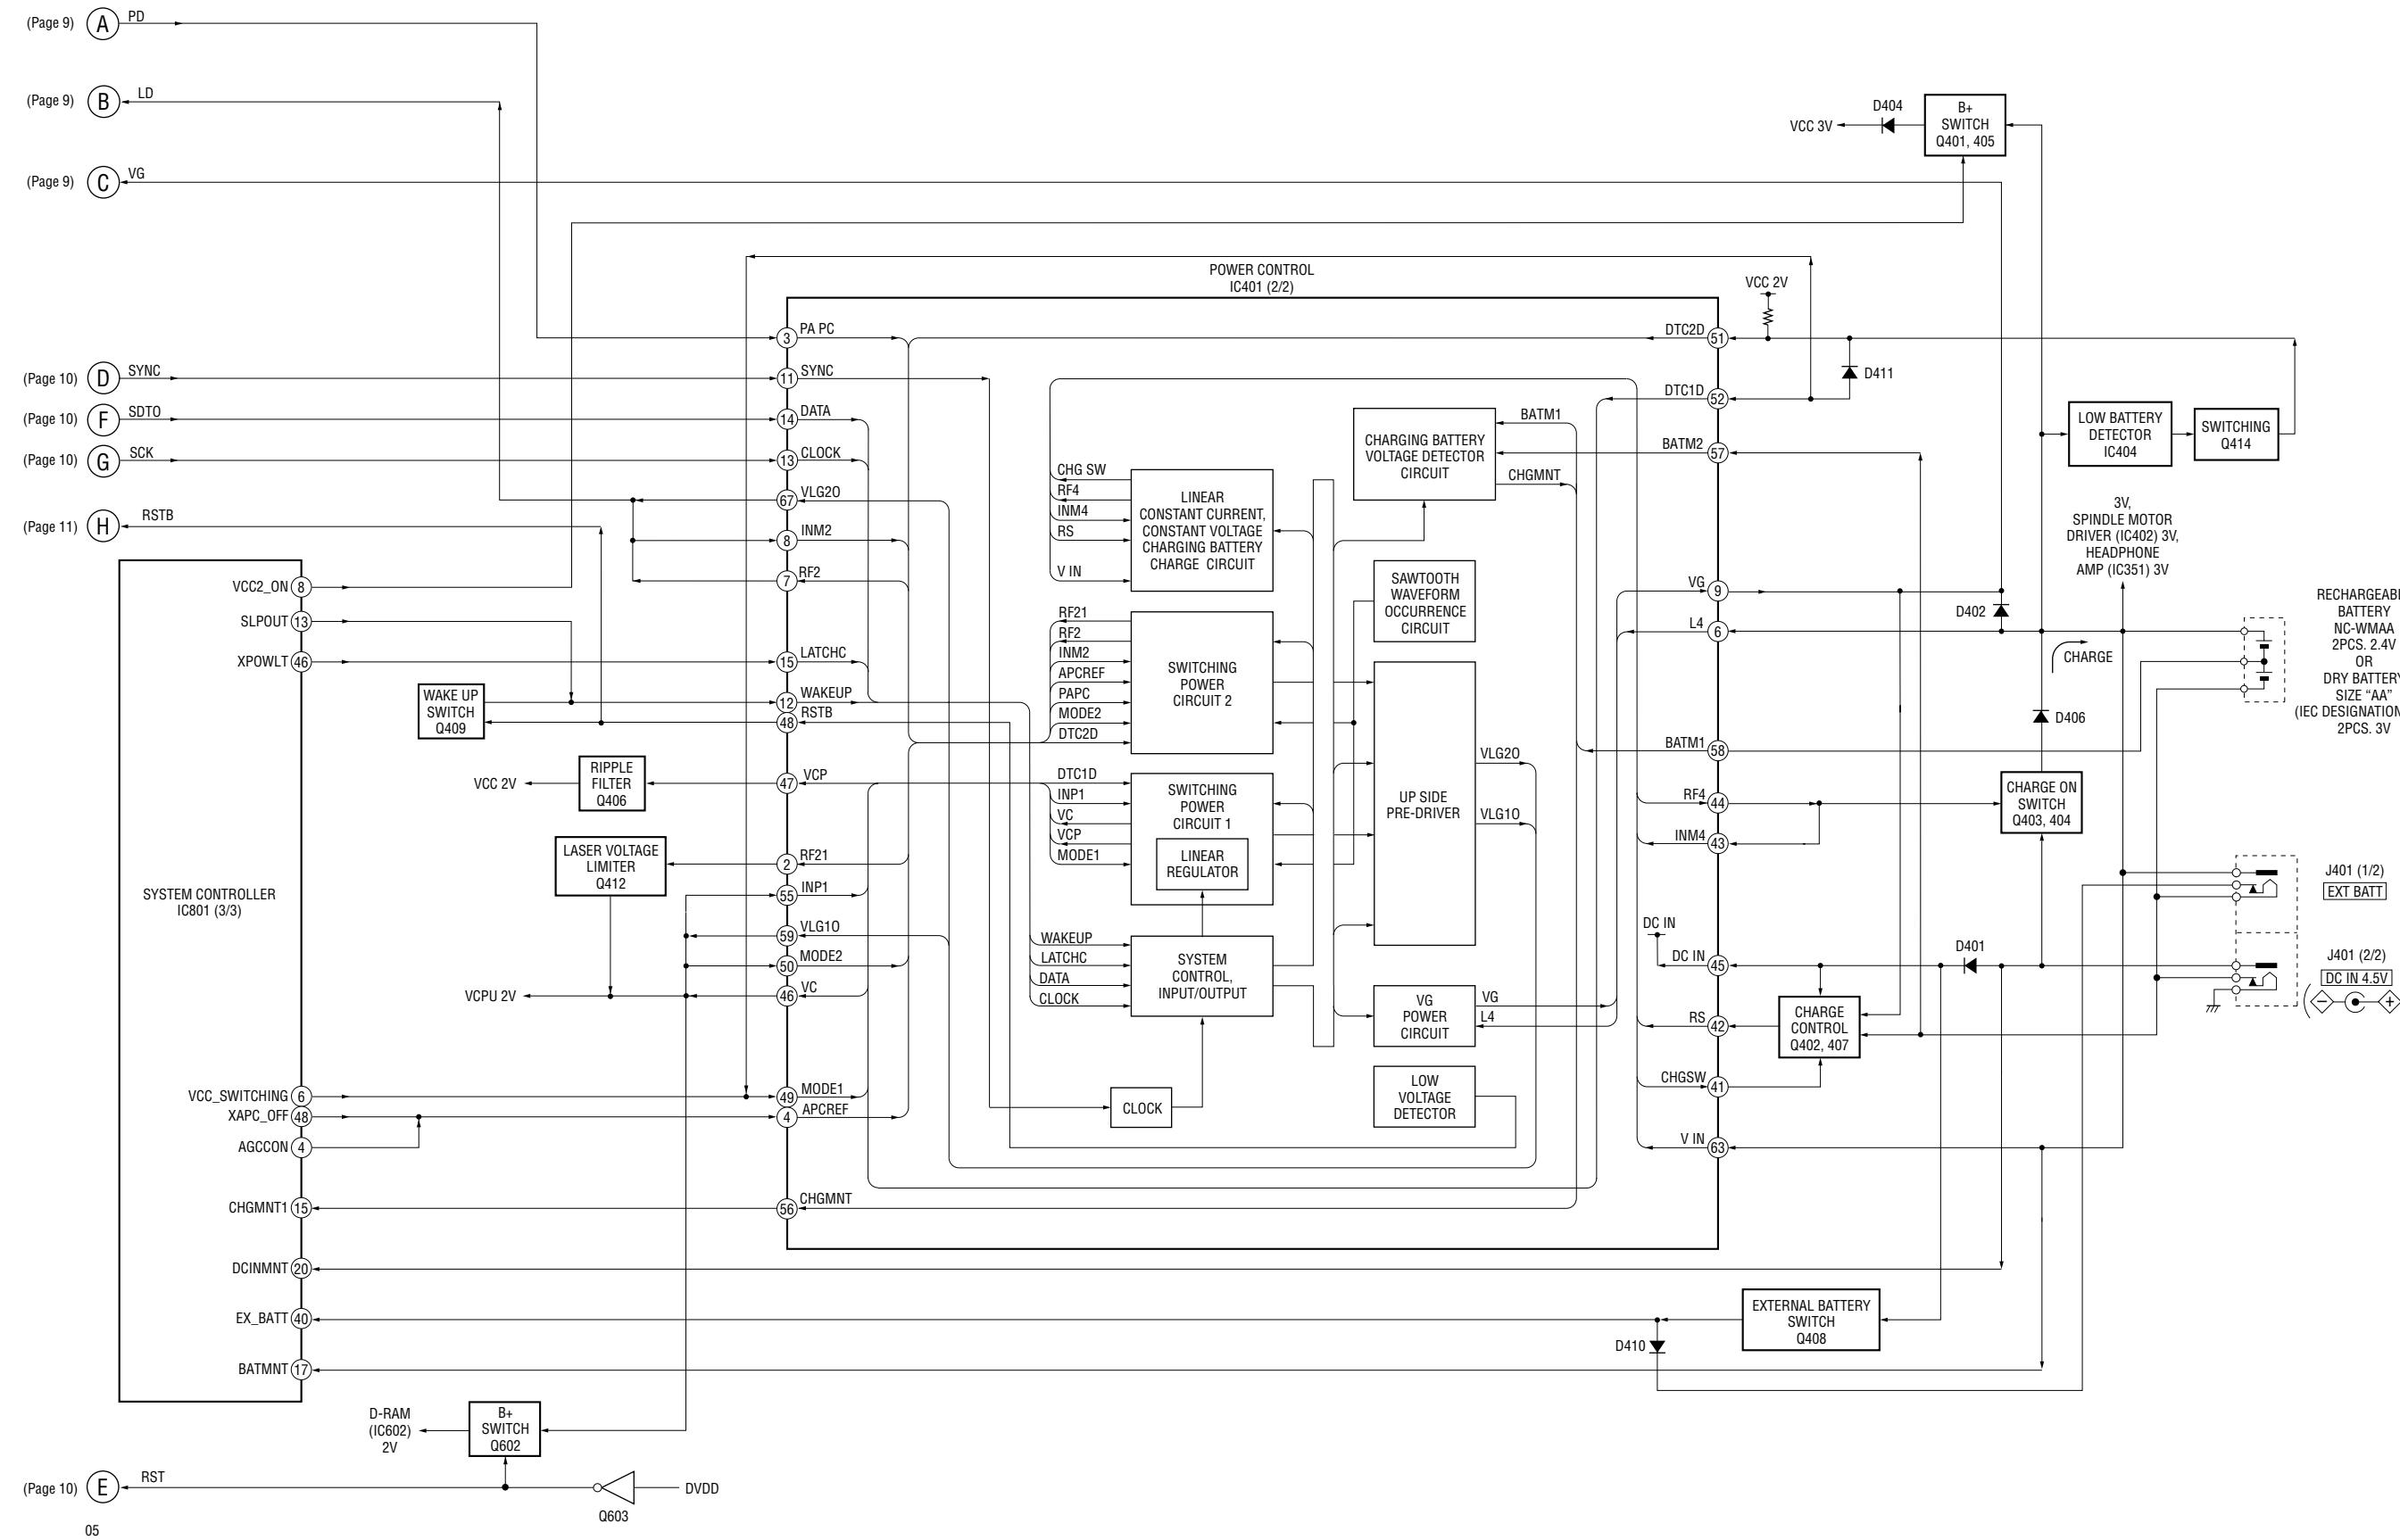 (Page 9) A PD
(Page 9) B LD
(Page 9) C VG
(Page 10) D SYNC
(Page 10) F SDTO
(Page 10) G SCK
(Page 11) H RSTB
VCC 3V
D404
B+
SWITCH
Q401, 405
POWER CONTROL
IC401 (2/2)
VCC 2V
3 PA PC
11 SYNC
14 DATA
13 CLOCK
67 VLG2O
8 INM2
7 RF2
15 LATCHC
12 WAKEUP
48 RSTB
47 VCP
2 RF21
55 INP1
59 VLG1O
50 MODE2
46 VC
49 MODE1
4 APCREF
56 CHGMNT
DTC2D 51
DTC1D 52
BATM2 57
VG 9
L4 6
BATM1 58
RF4 44
INM4 43
DC IN 45
RS 42
CHGSW 41
V IN 63
SYSTEM CONTROLLER
IC801 (3/3)
VCC2_ON 8
SLPOUT 13
XPOWLT 46
VCC_SWITCHING 6
XAPC_OFF 48
AGCCON 4
CHGMNT1 15
DCINMNT 20
EX_BATT 40
BATMNT 17
WAKE UP
SWITCH
Q409
VCC 2V
RIPPLE
FILTER
Q406
LASER VOLTAGE
LIMITER
Q412
VCPU 2V
CHG SW
RF4
INM4
RS
V IN
LINEAR
CONSTANT CURRENT,
CONSTANT VOLTAGE
CHARGING BATTERY
CHARGE CIRCUIT
CHARGING BATTERY
VOLTAGE DETECTOR
CIRCUIT
BATM1
CHGMNT
SAWTOOTH
WAVEFORM
OCCURRENCE
CIRCUIT
RF21
RF2
INM2
APCREF
PAPC
MODE2
DTC2D
SWITCHING
POWER
CIRCUIT 2
DTC1D
INP1
VC
VCP
MODE1
SWITCHING
POWER
CIRCUIT 1
LINEAR
REGULATOR
UP SIDE
PRE-DRIVER
VLG2O
VLG1O
WAKEUP
LATCHC
DATA
CLOCK
SYSTEM
CONTROL,
INPUT/OUTPUT
VG
POWER
CIRCUIT
VG
L4
LOW
VOLTAGE
DETECTOR
CLOCK
D411
LOW BATTERY
DETECTOR
IC404
SWITCHING
Q414
3V,
SPINDLE MOTOR
DRIVER (IC402) 3V,
HEADPHONE
AMP (IC351) 3V
D402
CHARGE
D406
2PCS. 2.4V
BATTERY
NC-WMAA
OR
SIZE “AA”
2PCS. 3V
CHARGE ON
SWITCH
Q403, 404
DC IN
D401
J401 (1/2)
EXT BATT
J401 (2/2)
DC IN 4.5V
− +
CHARGE
CONTROL
Q402, 407
EXTERNAL BATTERY
SWITCH
Q408
D410
D-RAM
(IC602)
2V
B+
SWITCH
Q602
(Page 10) E RST
Q603
DVDD
05